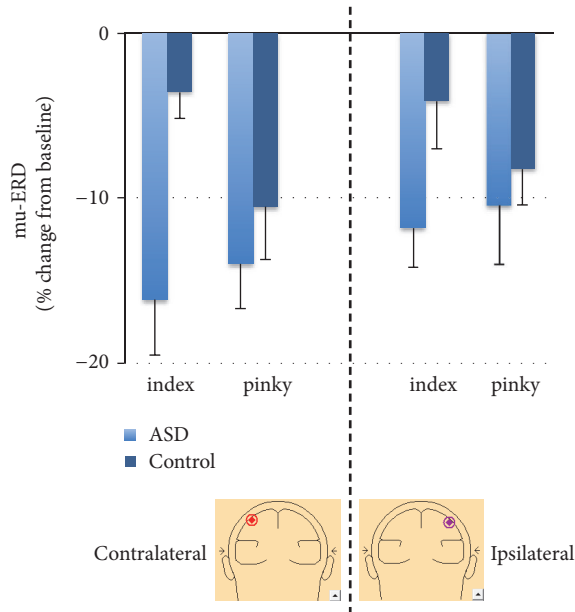 0
−10
−20
mu-ERD
(% change from baseline)
index
pinky
index
pinky
ASD
Control
Contralateral
Ipsilateral